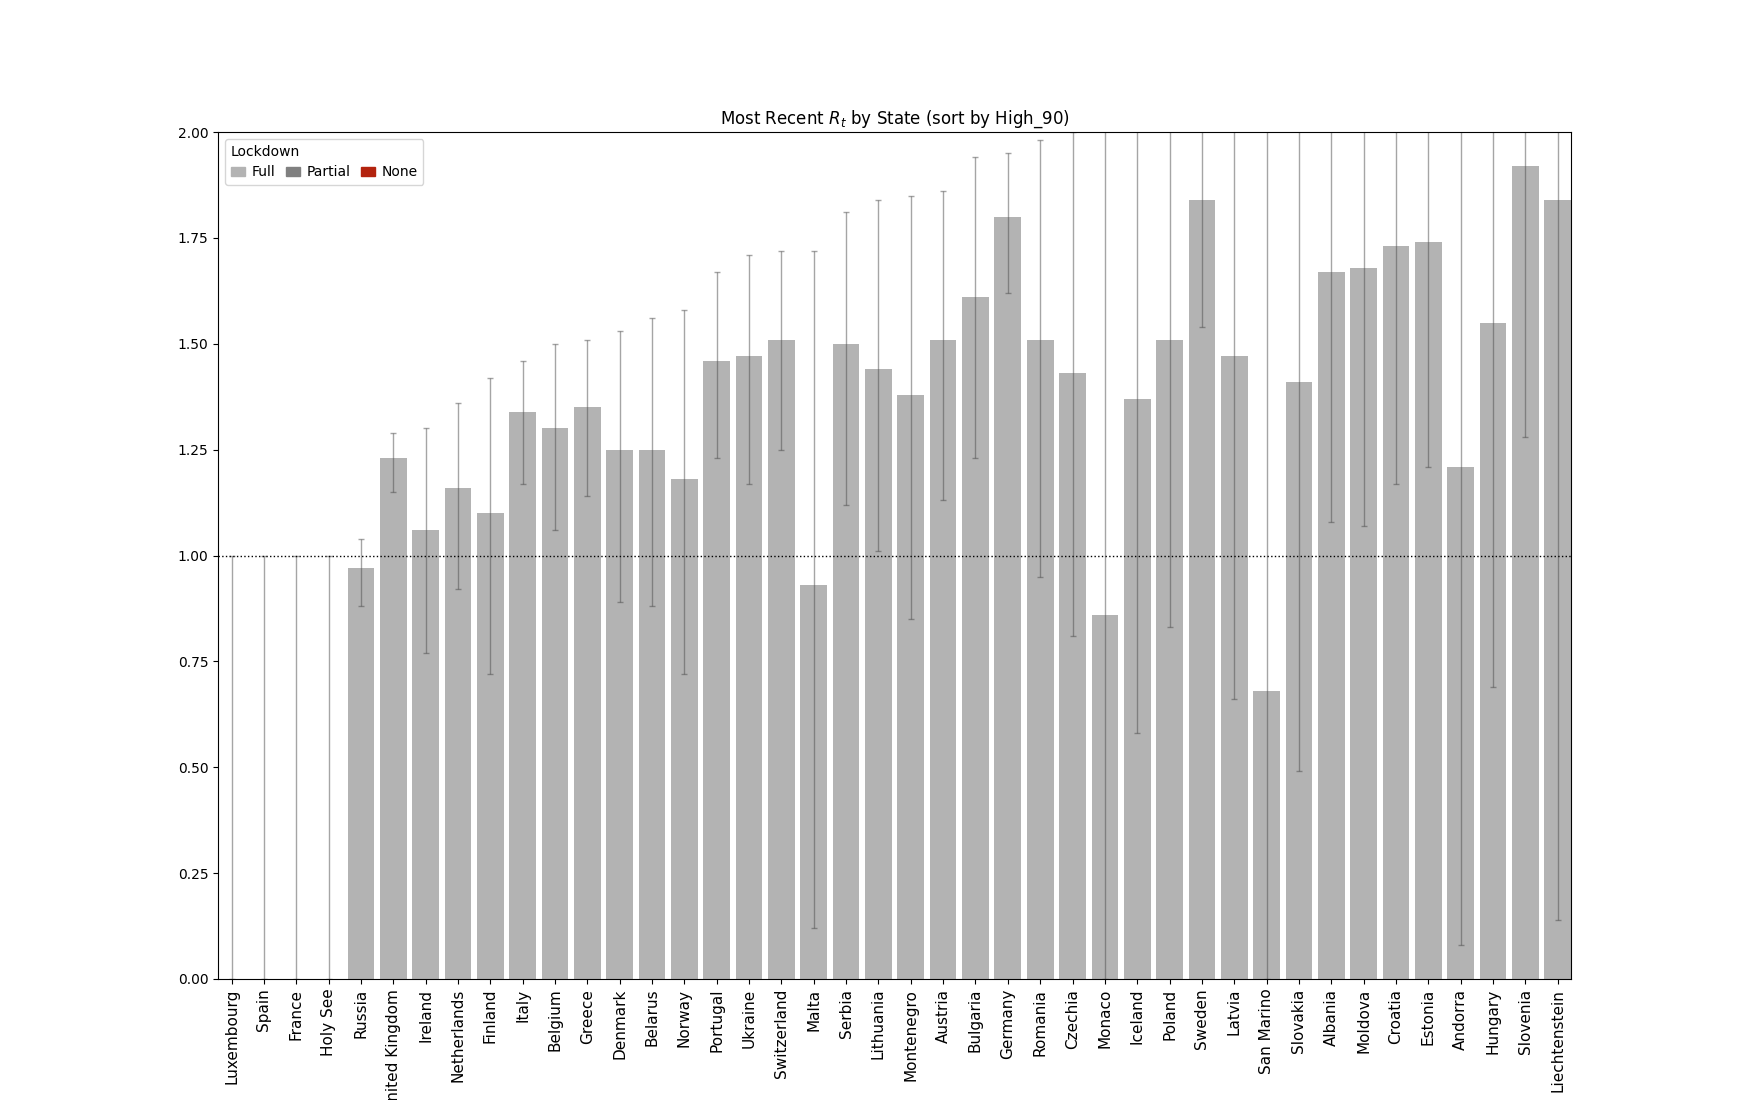 Most Recent R_t by State (sort by High_90)
2.00
Lockdown
Full Partial None
1.75
1.50
1.25
1.00
0.75
0.50
0.25
0.00
Luxembourg
Spain
France
Holy See
Russia
nited Kingdom
Ireland
Netherlands
Finland
Italy
Belgium
Greece
Denmark
Belarus
Norway
Portugal
Ukraine
Switzerland
Malta
Serbia
Lithuania
Montenegro
Austria
Bulgaria
Germany
Romania
Czechia
Monaco
Iceland
Poland
Sweden
Latvia
San Marino
Slovakia
Albania
Moldova
Croatia
Estonia
Andorra
Hungary
Slovenia
Liechtenstein